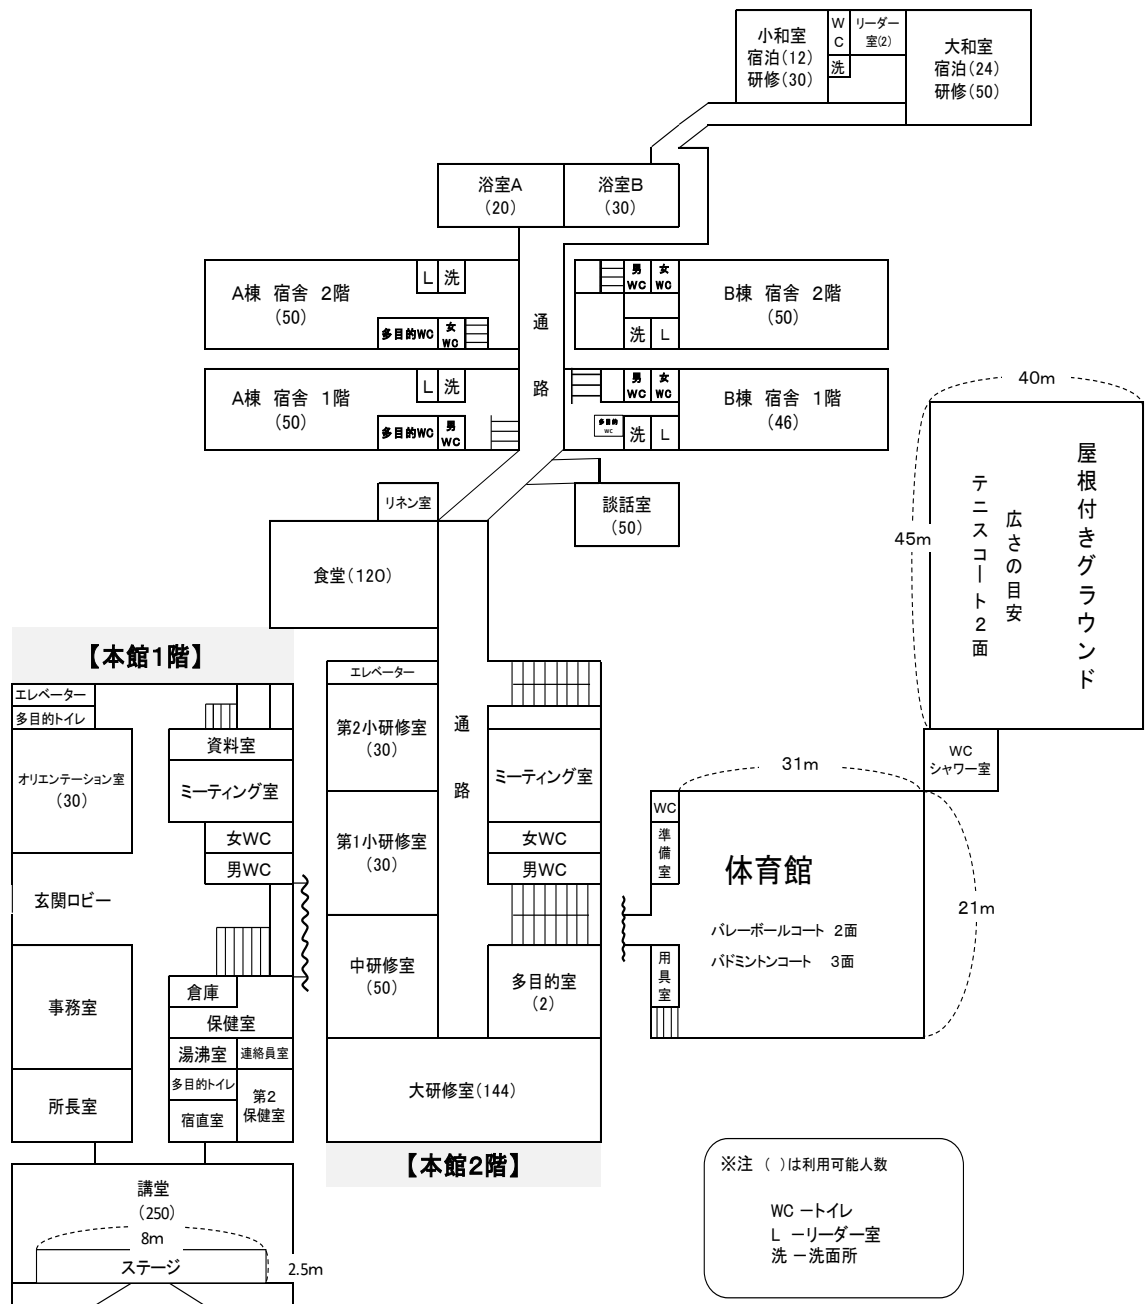 小和室
宿泊(12)
研修(30)
WC
リーダー
室(2)
洗
大和室
宿泊(24)
研修(50)
浴室A
(20)
浴室B
(30)
A棟 宿舎 2階
(50)
L
洗
多目的WC
女
WC
男
WC
女
WC
B棟 宿舎 2階
(50)
洗
L
通路
A棟 宿舎 1階
(50)
L
洗
多目的WC
男
WC
男
WC
女
WC
B棟 宿舎 1階
(46)
多目的
WC
洗
L
リネン室
談話室
(50)
食堂(120)
40m
45m
屋根付きグラウンド
広さの目安
テニスコート2面
WC
シャワー室
【本館1階】
エレベーター
多目的トイレ
オリエンテーション室
(30)
資料室
ミーティング室
女WC
男WC
玄関ロビー
事務室
所長室
倉庫
保健室
湯沸室
連絡員室
多目的トイレ
宿直室
第2
保健室
講堂
(250)
8m
ステージ
2.5m
エレベーター
第2小研修室
(30)
通路
ミーティング室
第1小研修室
(30)
女WC
男WC
中研修室
(50)
多目的室
(2)
大研修室(144)
【本館2階】
31m
21m
WC
準備室
体育館
バレーボールコート 2面
バドミントンコート 3面
用具室
※注 ( )は利用可能人数
WC －トイレ
L －リーダー室
洗 －洗面所